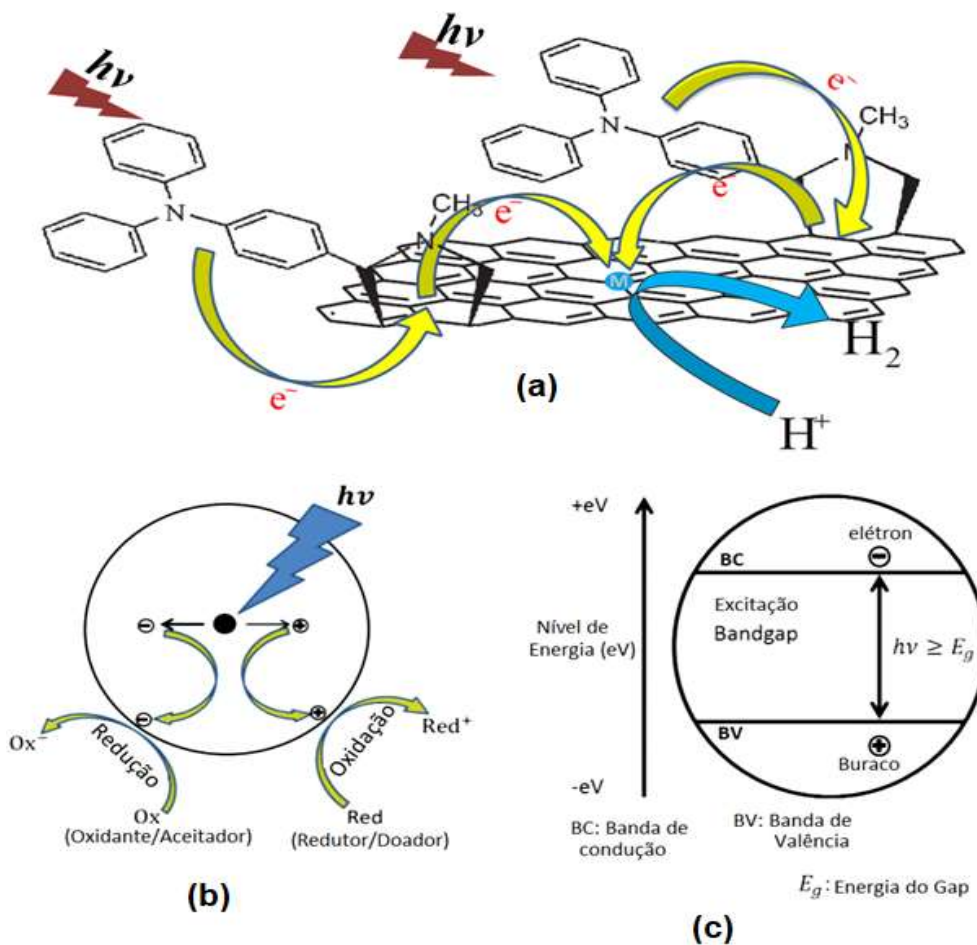 hν
hν
e⁻
N
CH₃
N
e⁻
N
CH₃
N
e⁻
M
H₂
e⁻
(a)
H⁺
hν
Ox⁻
Redução
Oxidação
Red⁺
Ox
(Oxidante/Aceitador)
Red
(Redutor/Doador)
(b)
+eV
Nível de
Energia (eV)
-eV
elétron
BC
Excitação
Bandgap
hν ≥ E_g
BV
Buraco
BC: Banda de
condução
BV: Banda de
Valência
E_g: Energia do Gap
(c)